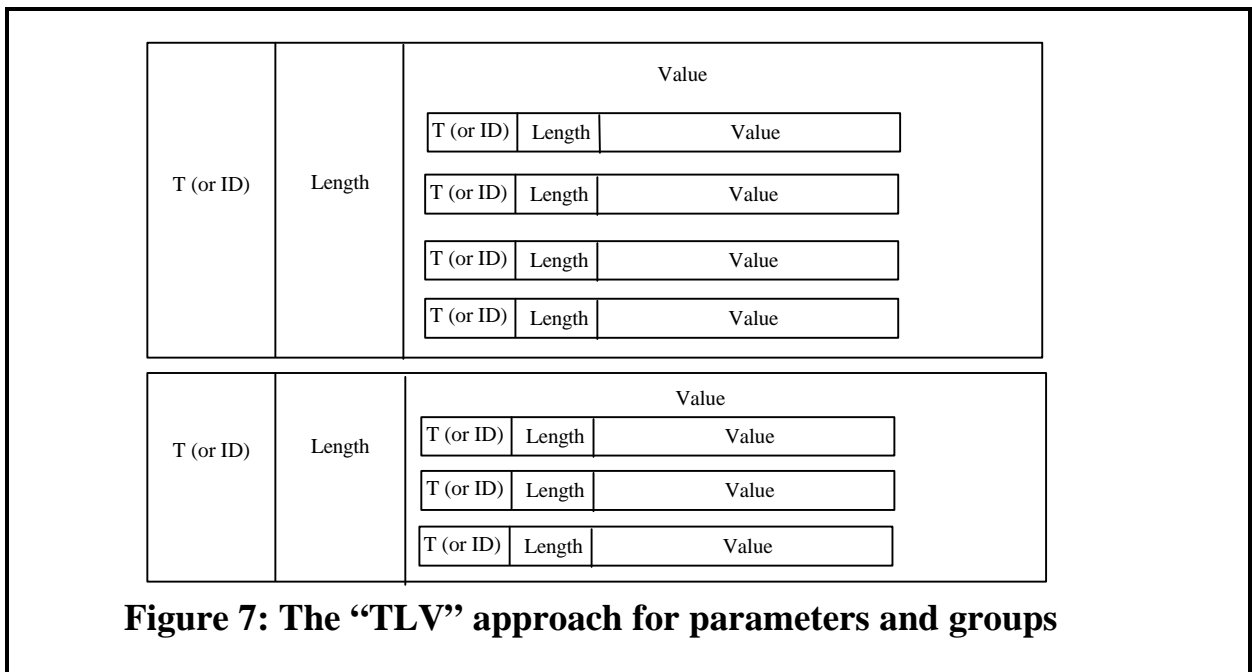 Value
T (or ID) Length Value
T (or ID) Length Value
T (or ID) Length
T (or ID) Length Value
T (or ID) Length Value
Value
T (or ID) Length Value
T (or ID) Length
T (or ID) Length Value
T (or ID) Length Value
Figure 7: The “TLV” approach for parameters and groups